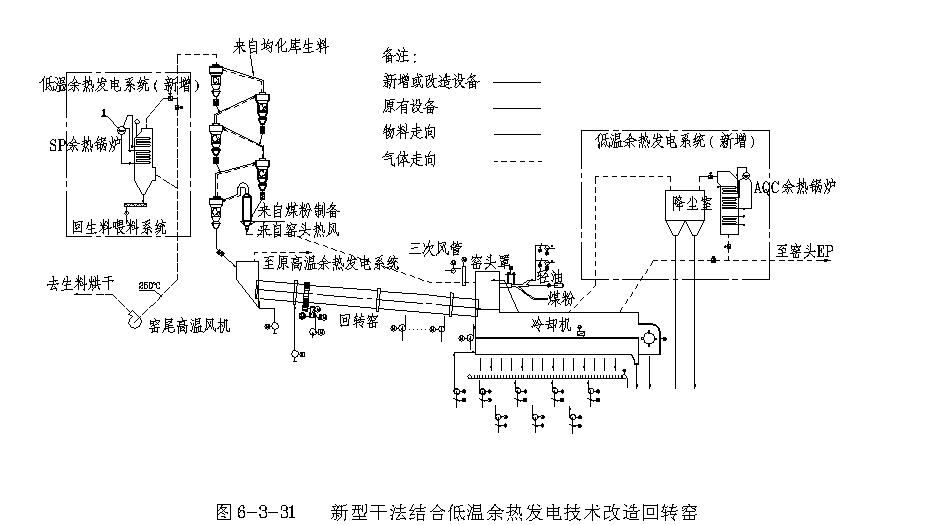 来自均化库生料
备注:
低温余热发电系统(新增)
新增或改造设备
原有设备
1
物料走向
SP余热锅炉
气体走向
低温余热发电系统(新增)
AQC余热锅炉
降尘室
来自煤粉制备
回生料喂料系统
来自窑头热风
三次风管
至窑头EP
至原高温余热发电系统
窑头罩
轻油
去生料烘干
250℃
煤粉
窑尾高温风机
回转窑
冷却机
图6-3-31 新型干法结合低温余热发电技术改造回转窑